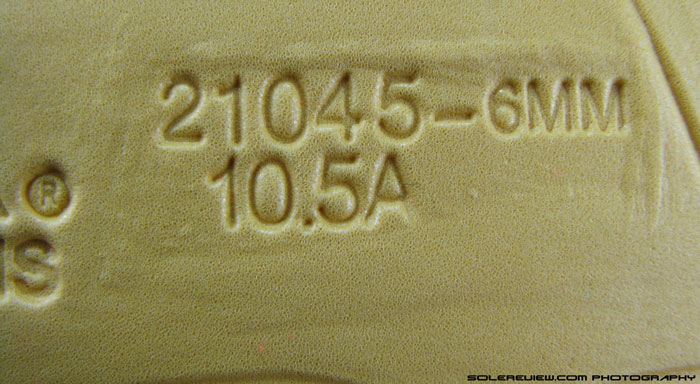 21045-6MM
10.5A
®
SOLEREVIEW.COM PHOTOGRAPHY